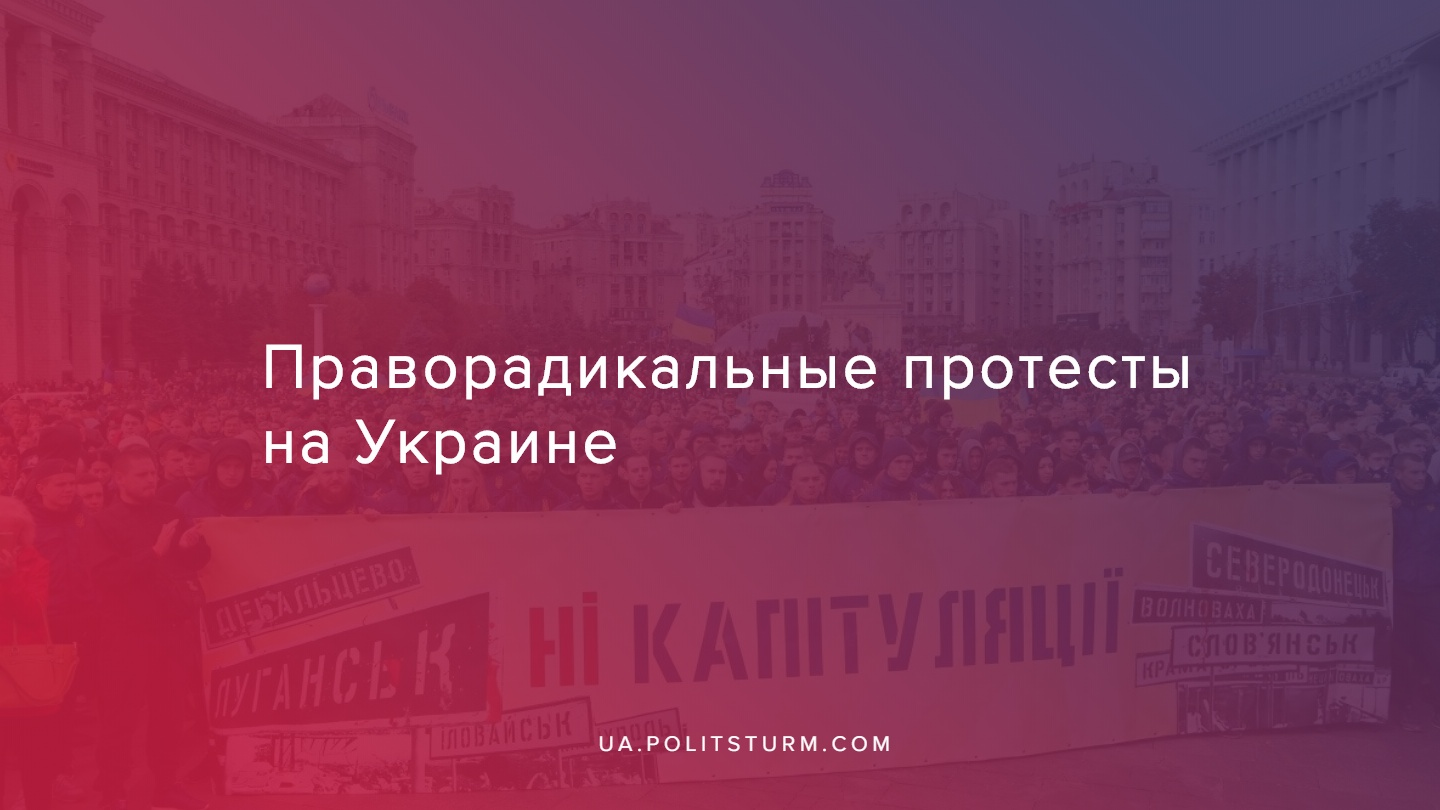 Праворадикальные протесты
на Украине
ДЕБАЛЬЦЕВО
ЛУГАНСЬК
НІ КАПІТУЛЯЦІЇ
СЕВЕРОДОНЕЦЬК
ВОЛНОВАХА
СЛОВ'ЯНСЬК
ІЛОВАЙСЬК
UA.POLITSTURM.COM